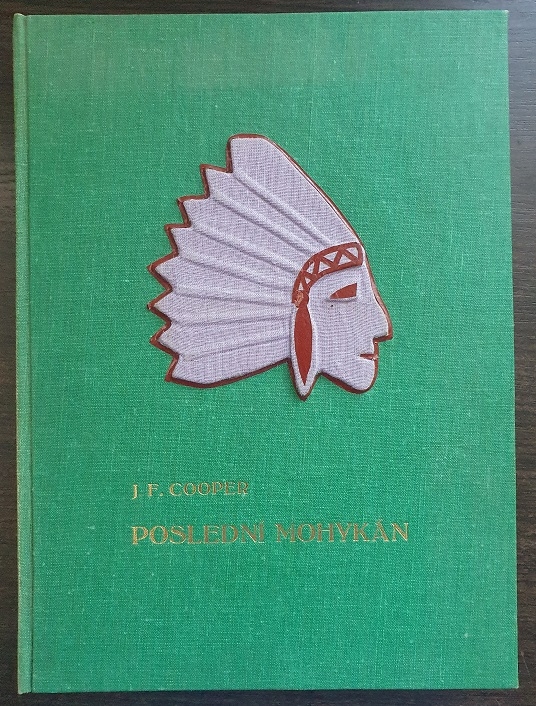 J. F. COOPER
POSLEDNÍ MOHYKÁN